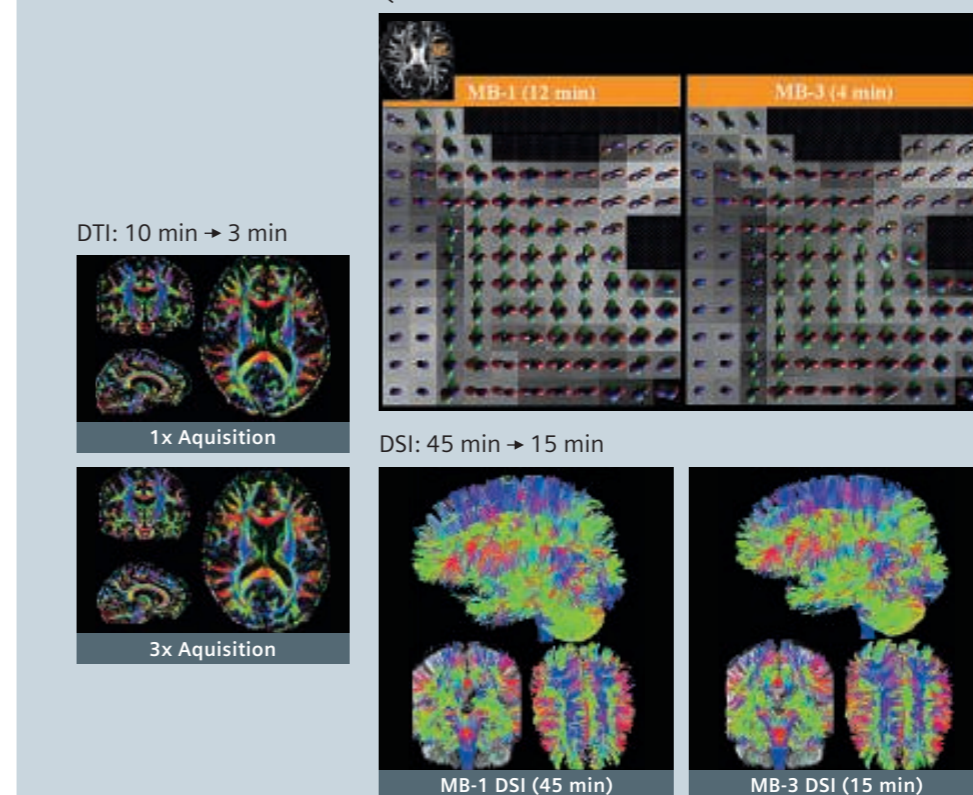 MB-1 (12 min)
MB-3 (4 min)
DTI: 10 min → 3 min
1x Aquisition
3x Aquisition
DSI: 45 min → 15 min
MB-1 DSI (45 min)
MB-3 DSI (15 min)